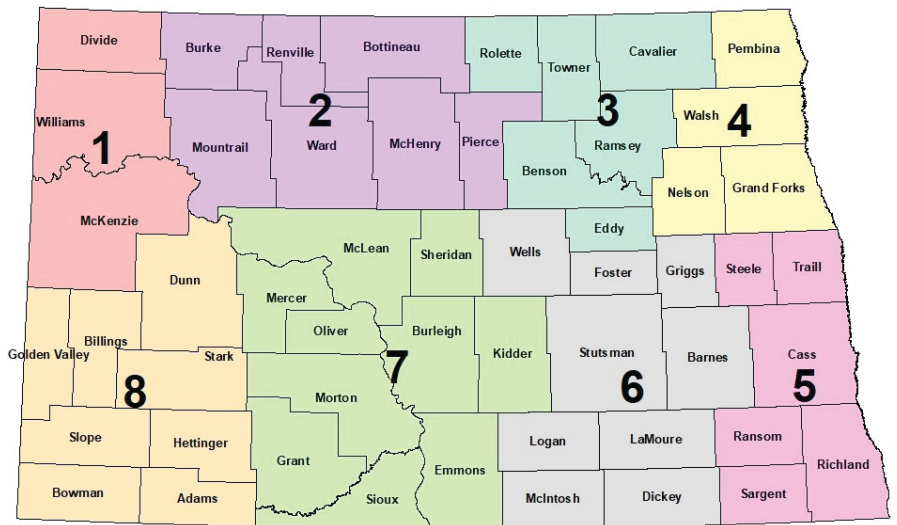 Divide
Burke
Renville
Bottineau
Rolette
Towner
Cavalier
Pembina
Williams
1
Mountrail
2
Ward
McHenry
Pierce
3
Ramsey
Benson
Walsh
4
Nelson
Grand Forks
McKenzie
Eddy
McLean
Sheridan
Wells
Foster
Griggs
Steele
Traill
Dunn
Mercer
Oliver
Burleigh
Kidder
Stutsman
Barnes
Cass
Golden Valley
Billings
Stark
8
7
6
5
Morton
Slope
Hettinger
Grant
Emmons
Logan
LaMoure
Ransom
Richland
Bowman
Adams
Sioux
McIntosh
Dickey
Sargent